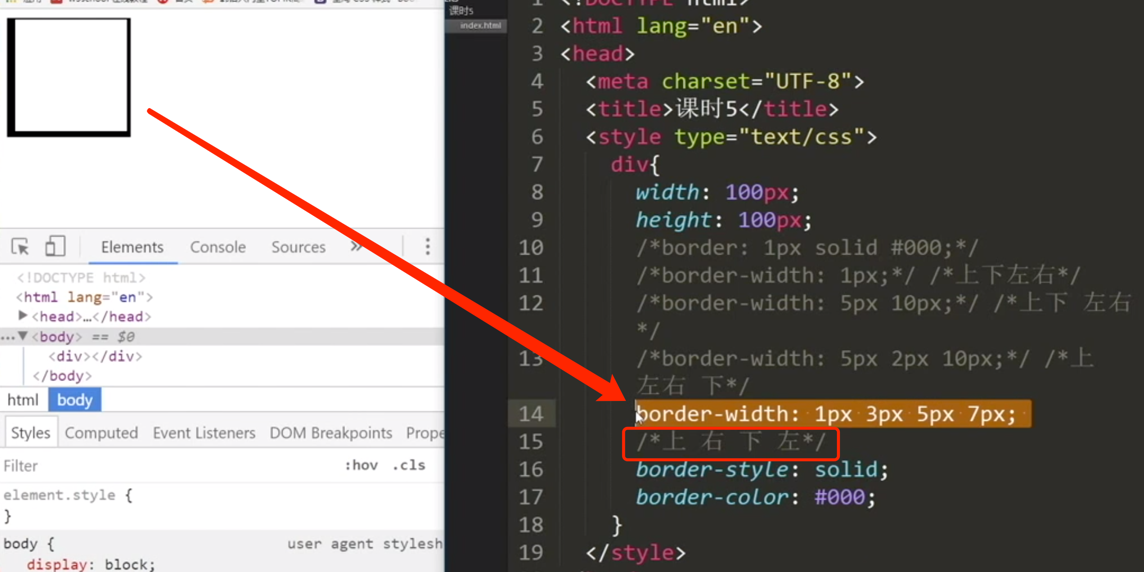 Elements Console Sources »
<!DOCTYPE html>
<html lang="en">
<head>…</head>
<body> == $0
<div></div>
</body>
html body
Styles Computed Event Listeners DOM Breakpoints Prope
Filter :hov .cls
element.style {
}
body { user agent stylesh
display: block;
课时5
index.html
1 <!DOCTYPE html>
2 <html lang="en">
3 <head>
4 <meta charset="UTF-8">
5 <title>课时5</title>
6 <style type="text/css">
7 div{
8 width: 100px;
9 height: 100px;
10 /*border: 1px solid #000;*/
11 /*border-width: 1px;*/ /*上下左右*/
12 /*border-width: 5px 10px;*/ /*上下 左右
*/
13 /*border-width: 5px 2px 10px;*/ /*上
左右 下*/
14 border-width: 1px 3px 5px 7px;
15 /*上 右 下 左*/
16 border-style: solid;
17 border-color: #000;
18 }
19 </style>